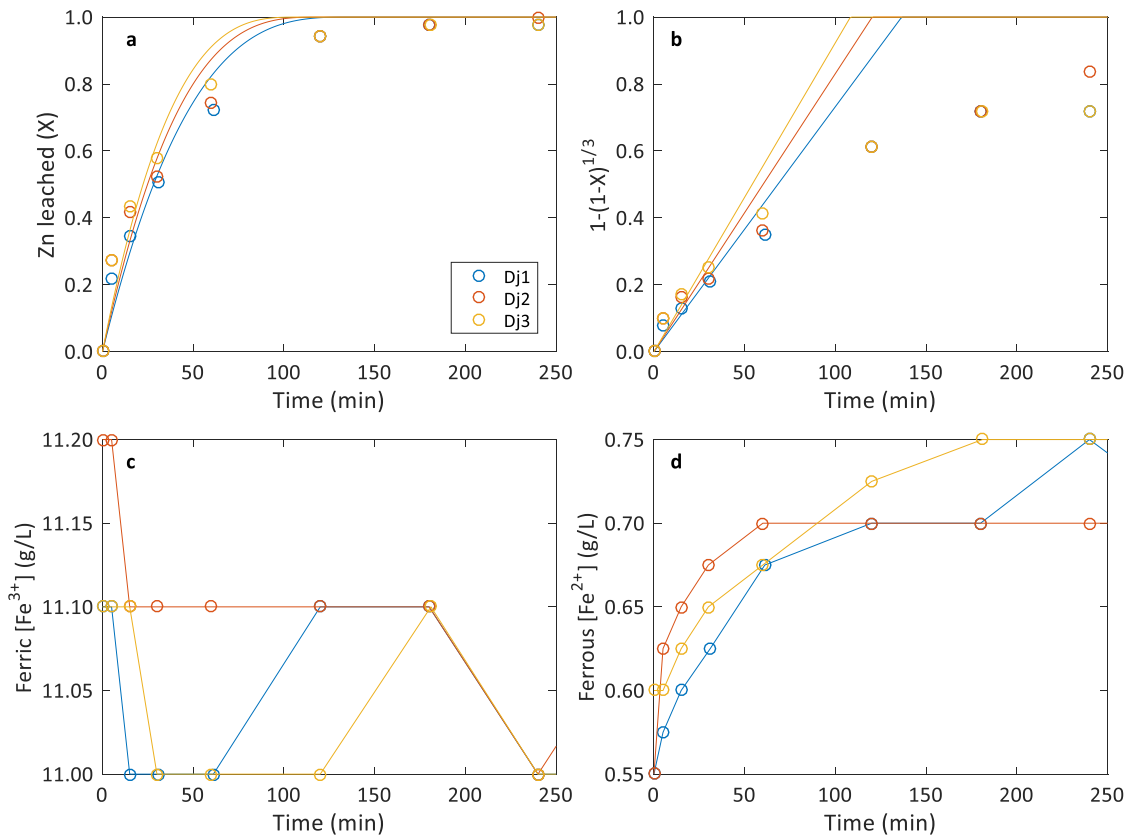 a
1.0
0.8
0.6
0.4
0.2
0.0
Zn leached (X)
Dj1
Dj2
Dj3
0 50 100 150 200 250
Time (min)
b
1.0
0.8
0.6
0.4
0.2
0.0
1-(1-X)^{1/3}
0 50 100 150 200 250
Time (min)
c
11.20
11.15
11.10
11.05
11.00
Ferric [Fe^{3+}] (g/L)
0 50 100 150 200 250
Time (min)
d
0.75
0.70
0.65
0.60
0.55
Ferrous [Fe^{2+}] (g/L)
0 50 100 150 200 250
Time (min)